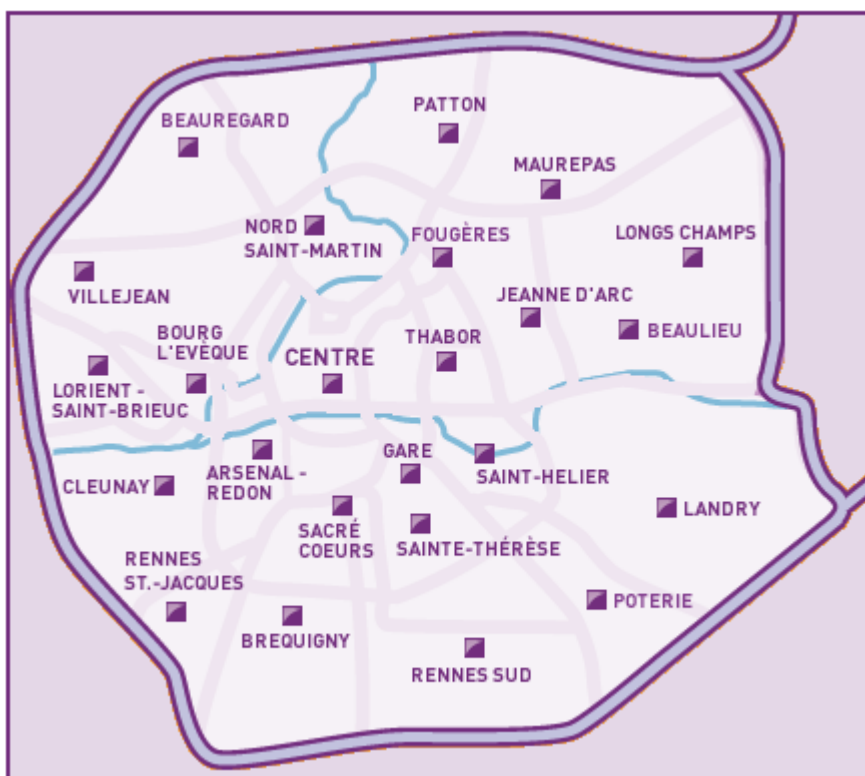 PATTON
BEAUREGARD
MAUREPAS
NORD
SAINT-MARTIN
FOUGÈRES
LONGS CHAMPS
VILLEJEAN
JEANNE D'ARC
BOURG
L'EVÈQUE
THABOR
BEAULIEU
CENTRE
LORIENT -
SAINT-BRIEUC
GARE
ARSENAL -
REDON
SAINT-HELIER
CLEUNAY
SACRÉ
COEURS
SAINTE-THÉRÈSE
LANDRY
RENNES
ST.-JACQUES
POTERIE
BREQUIGNY
RENNES SUD